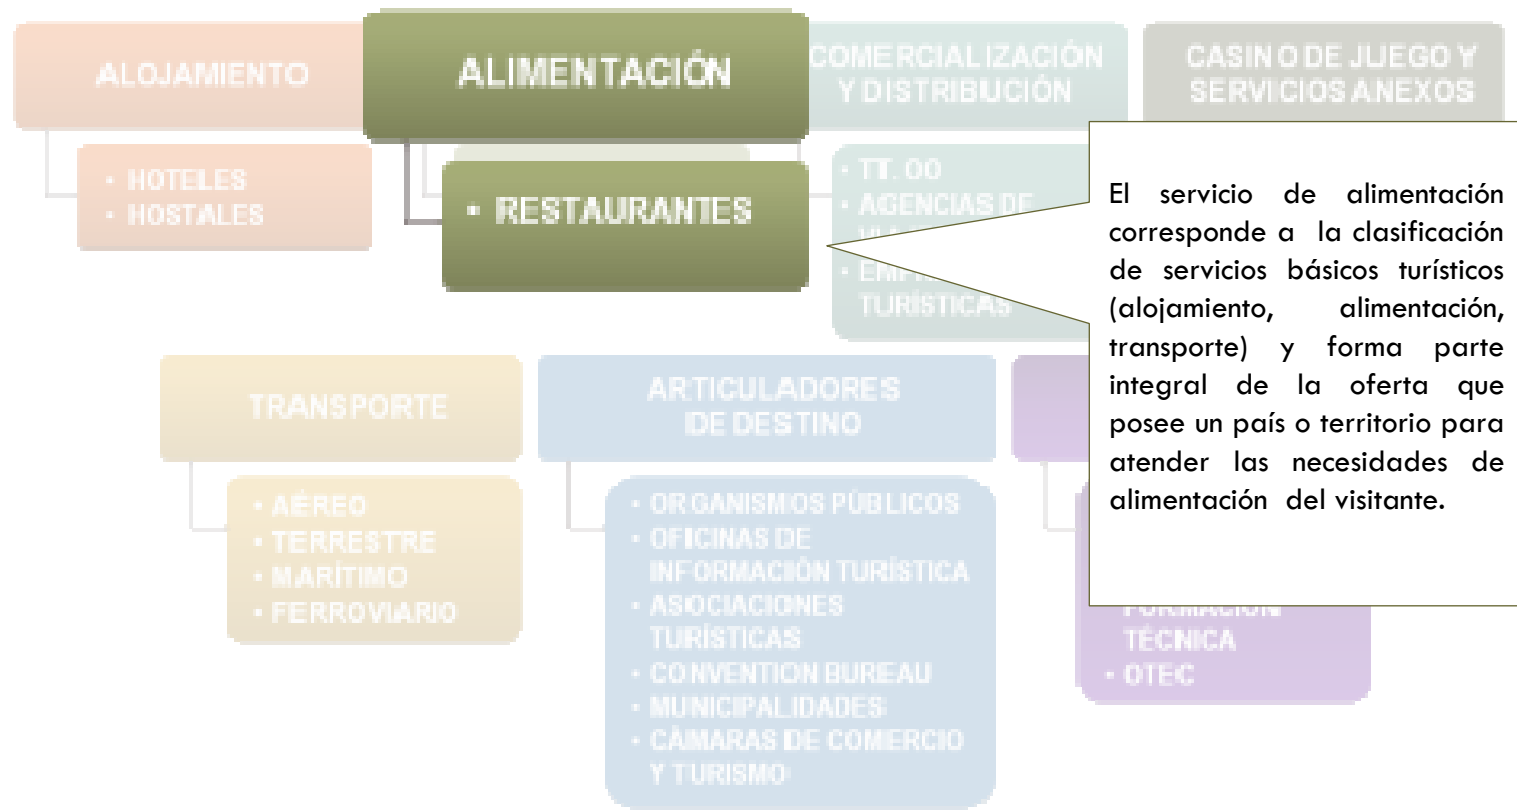 ALOJAMIENTO
• HOTELES
• HOSTALES
ALIMENTACIÓN
• RESTAURANTES
COMERCIALIZACIÓN
Y DISTRIBUCIÓN
• TT. OO
• AGENCIAS DE
TURÍSTICAS
CASINO DE JUEGO Y
SERVICIOS ANEXOS
El servicio de alimentación
corresponde a la clasificación
de servicios básicos turísticos
(alojamiento, alimentación,
transporte) y forma parte
integral de la oferta que
posee un país o territorio para
atender las necesidades de
alimentación del visitante.
TRANSPORTE
• AÉREO
• TERRESTRE
• MARÍTIMO
• FERROVIARIO
ARTICULADORES
DE DESTINO
• ORGANISMOS PÚBLICOS
• OFICINAS DE
INFORMACIÓN TURÍSTICA
• ASOCIACIONES
TURÍSTICAS
• CONVENTION BUREAU
• MUNICIPALIDADES
• CÁMARAS DE COMERCIO
Y TURISMO
FORMACIÓN
TÉCNICA
• OTEC